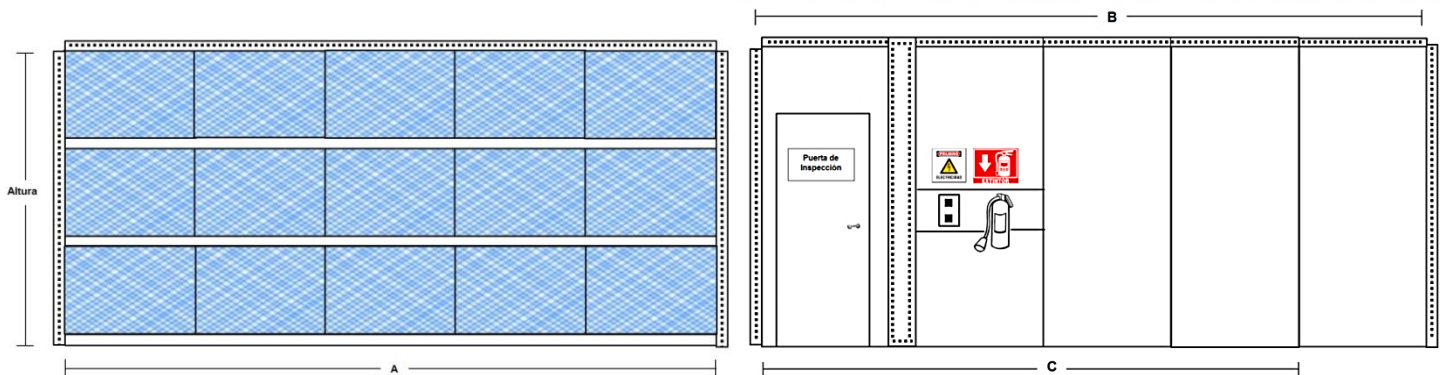 B
Altura
Puerta de
Inspección
PELIGRO
ELECTRICIDAD
EXTINTOR
A
C